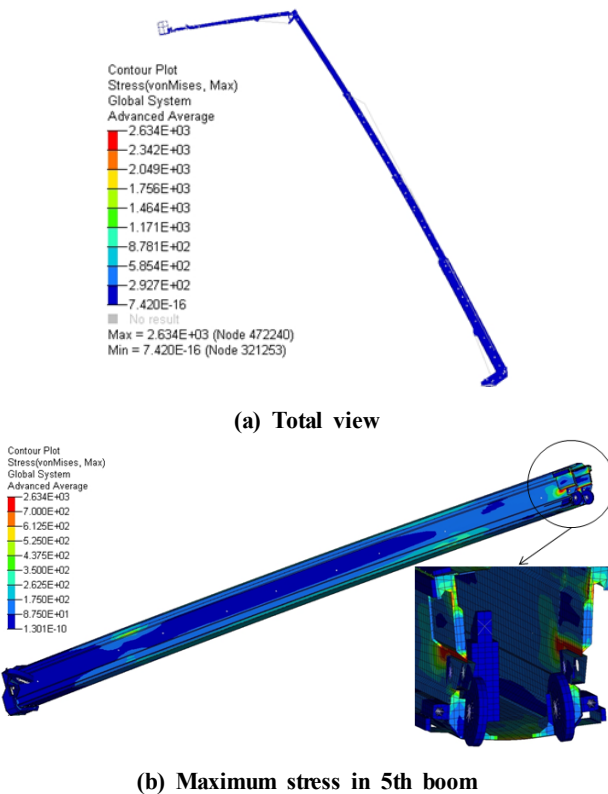 Contour Plot
Stress(vonMises, Max)
Global System
Advanced Average
2.634E+03
2.342E+03
2.049E+03
1.756E+03
1.464E+03
1.171E+03
8.781E+02
5.854E+02
2.927E+02
7.420E-16
No result
Max = 2.634E+03 (Node 472240)
Min = 7.420E-16 (Node 321253)
(a) Total view
Contour Plot
Stress(vonMises, Max)
Global System
Advanced Average
2.634E+03
7.000E+02
6.125E+02
5.250E+02
4.375E+02
3.500E+02
2.625E+02
1.750E+02
8.750E+01
1.301E-10
(b) Maximum stress in 5th boom